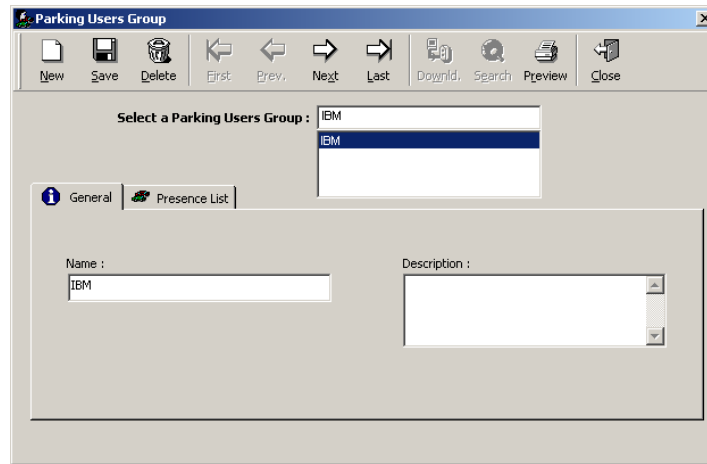 Parking Users Group
New Save Delete First Prev. Next Last Downld. Search Preview Close
Select a Parking Users Group : IBM
IBM
General Presence List
Name : Description :
IBM